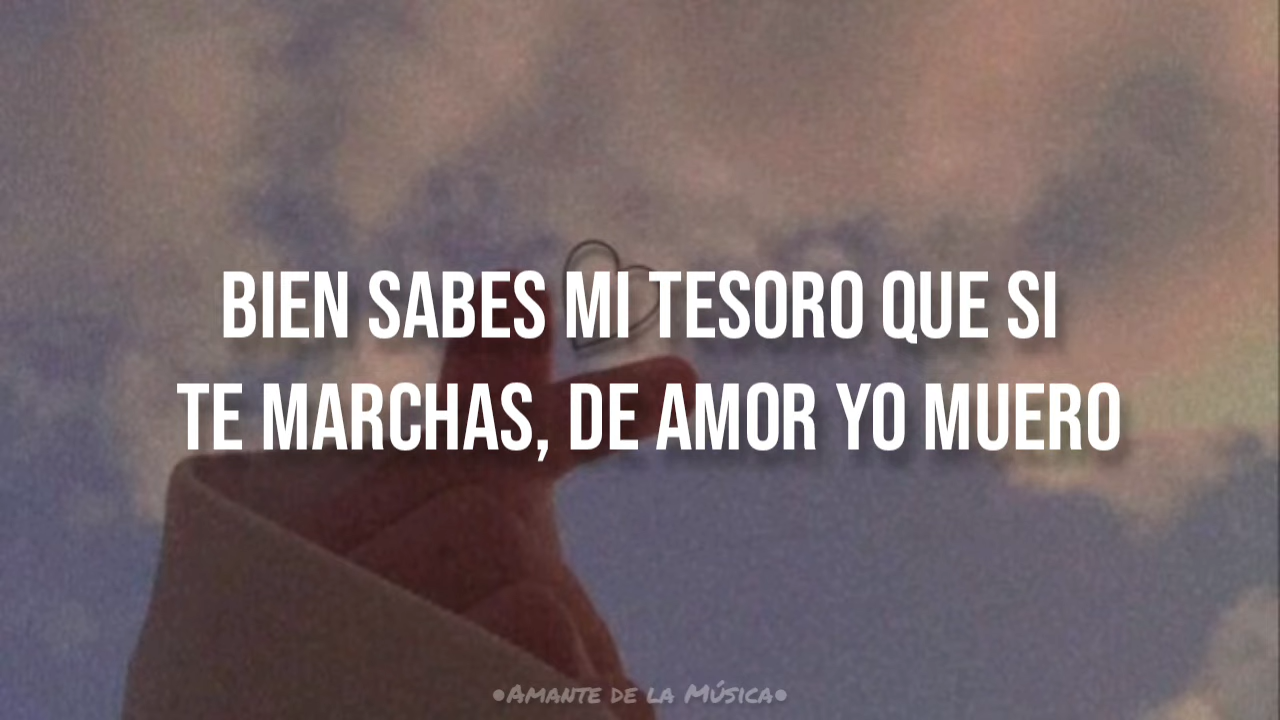 BIEN SABES MI TESORO QUE SI
TE MARCHAS, DE AMOR YO MUERO
•AMANTE DE LA MÚSICA•